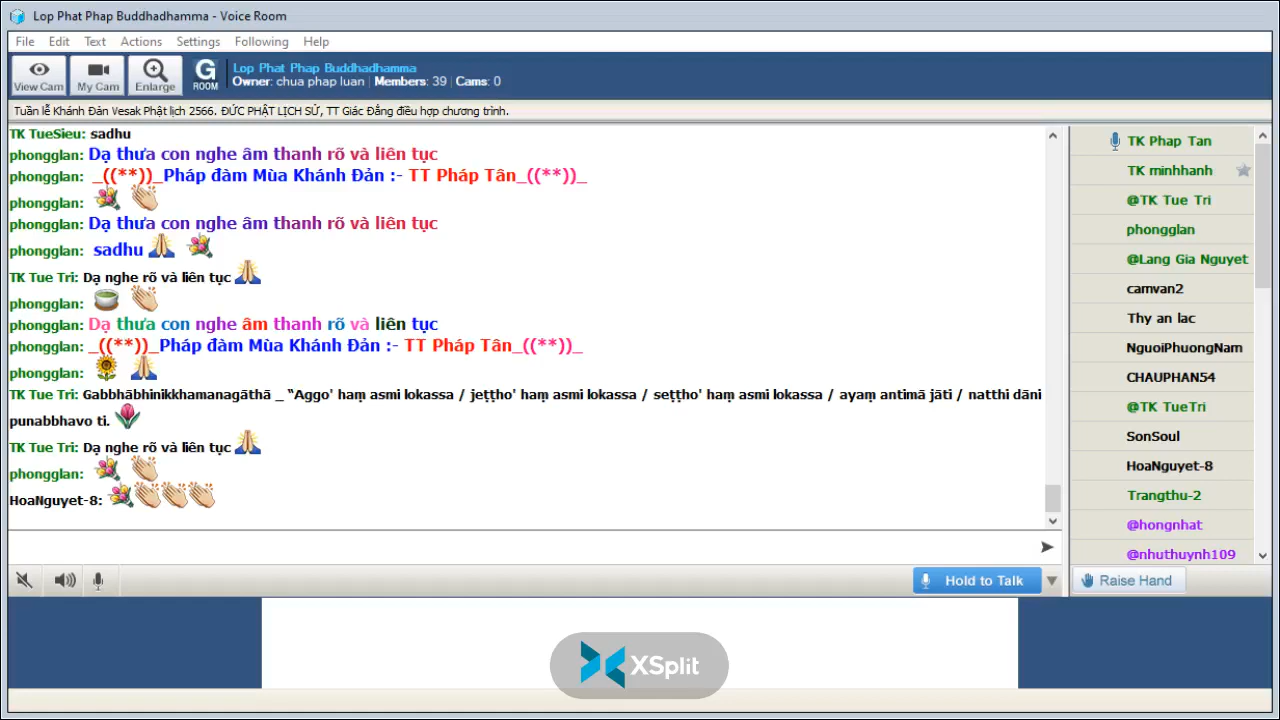 Lop Phat Phap Buddhadhamma - Voice Room
File Edit Text Actions Settings Following Help
View Cam My Cam Enlarge G ROOM
Lop Phat Phap Buddhadhamma
Owner: chua phap luan | Members: 39 | Cams: 0
Tuần lễ Khánh Đản Vesak Phật lịch 2566. ĐỨC PHẬT LỊCH SỬ, TT Giác Đẳng điều hợp chương trình.
TK TueSieu: sadhu
phongglan: Dạ thưa con nghe âm thanh rõ và liên tục
phongglan: _((**))_Pháp đàm Mùa Khánh Đản :- TT Pháp Tân_((**))_
phongglan:
phongglan: Dạ thưa con nghe âm thanh rõ và liên tục
phongglan: sadhu
TK Tue Tri: Dạ nghe rõ và liên tục
phongglan:
phongglan: Dạ thưa con nghe âm thanh rõ và liên tục
phongglan: _((**))_Pháp đàm Mùa Khánh Đản :- TT Pháp Tân_((**))_
phongglan:
TK Tue Tri: Gabbhābhinikkhamanagāthā _ “Aggo' haṃ asmi lokassa / jeṭṭho' haṃ asmi lokassa / seṭṭho' haṃ asmi lokassa / ayaṃ antimā jāti / natthi dāni
punabbhavo ti.
TK Tue Tri: Dạ nghe rõ và liên tục
phongglan:
HoaNguyet-8:
TK Phap Tan
TK minhhanh
@TK Tue Tri
phongglan
@Lang Gia Nguyet
camvan2
Thy an lac
NguoiPhuongNam
CHAUPHAN54
@TK TueTri
SonSoul
HoaNguyet-8
Trangthu-2
@hongnhat
@nhuthuynh109
Hold to Talk
Raise Hand
XSplit